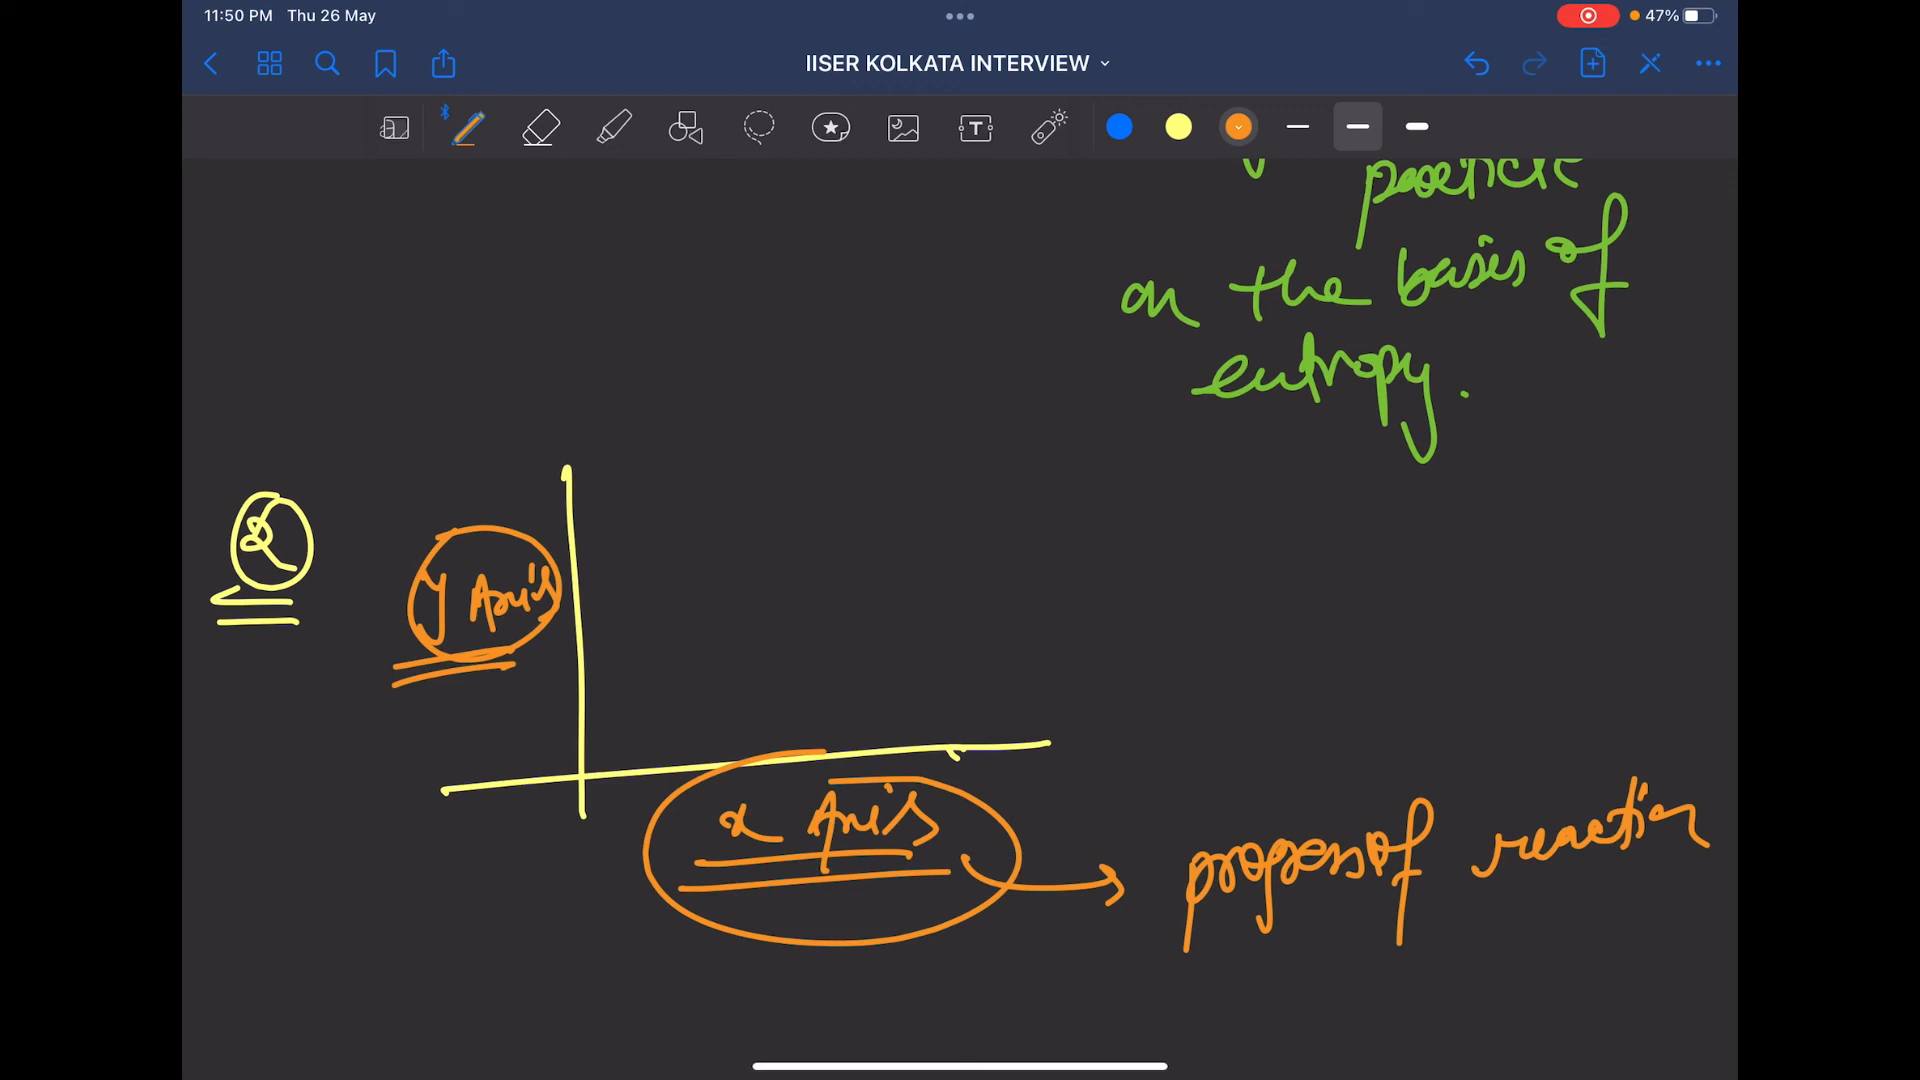 11:50 PM Thu 26 May
47%
IISER KOLKATA INTERVIEW
particle
on the basis of
entropy.
y Axis
x Axis
progress of reaction